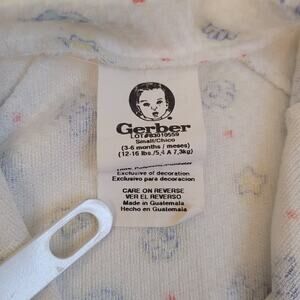 Gerber
LOT#83010559
Small/Chico
(3-6 months / meses)
(12-16 lbs./5,4 A 7,3kg)
Exclusive of decoration
Exclusivo para decoracion
CARE ON REVERSE
VER EL REVERSO
Made in Guatemala
Hecho en Guatemala